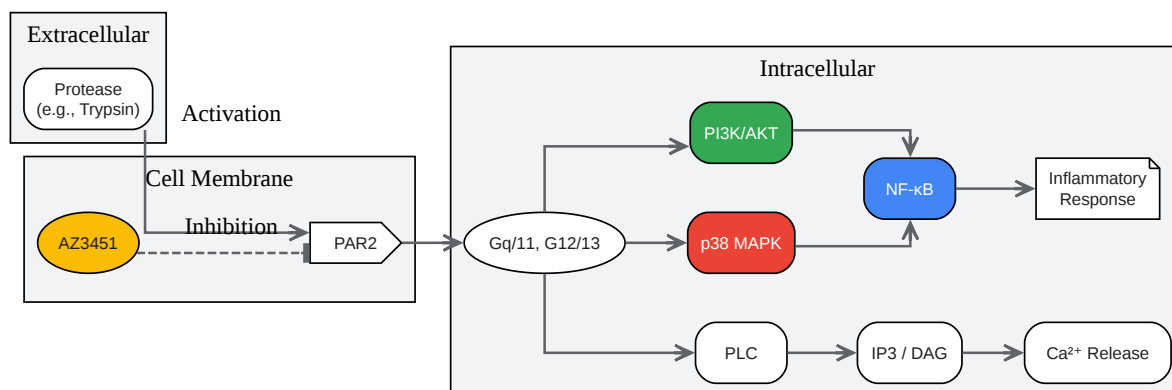 Extracellular
Protease
(e.g., Trypsin)
Activation
Cell Membrane
Inhibition
AZ3451
PAR2
Intracellular
Gq/11, G12/13
PI3K/AKT
p38 MAPK
NF-κB
Inflammatory
Response
PLC
IP3 / DAG
Ca²⁺ Release